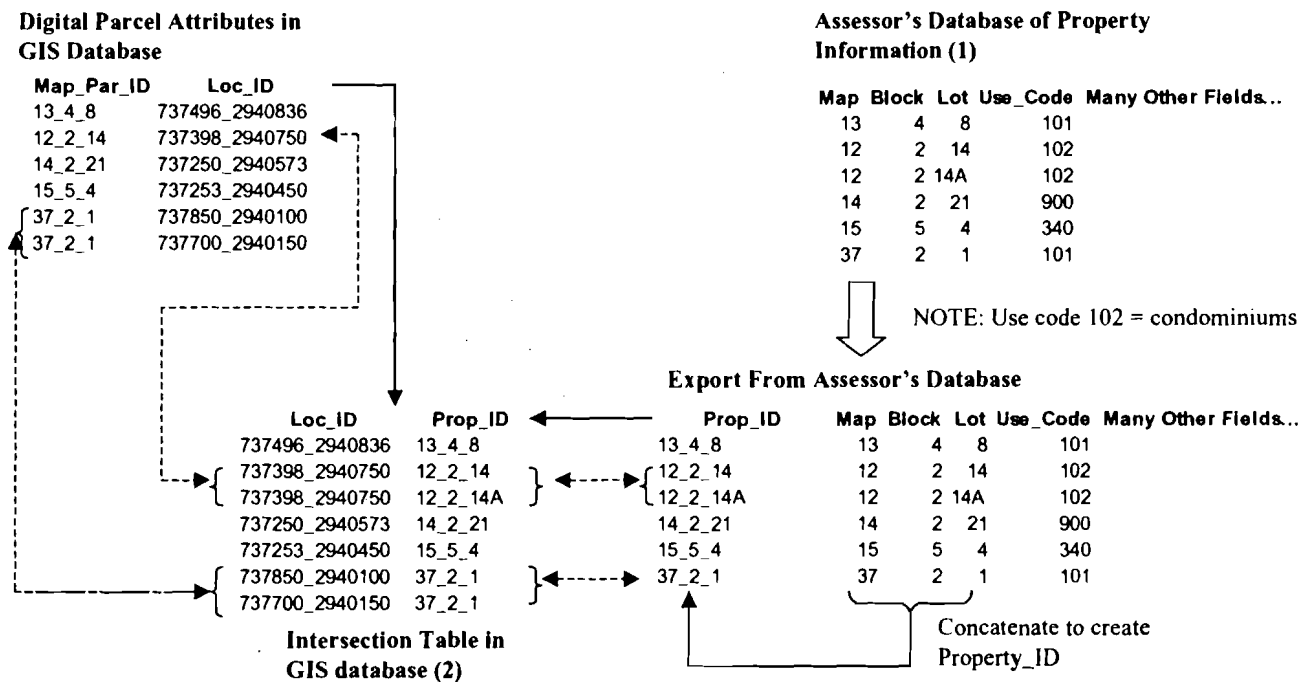 Digital Parcel Attributes in
GIS Database
Map_Par_ID Loc_ID
13_4_8 737496_2940836
12_2_14 737398_2940750
14_2_21 737250_2940573
15_5_4 737253_2940450
37_2_1 737850_2940100
37_2_1 737700_2940150
Assessor's Database of Property
Information (1)
Map Block Lot Use_Code Many Other Fields...
13 4 8 101
12 2 14 102
12 2 14A 102
14 2 21 900
15 5 4 340
37 2 1 101
NOTE: Use code 102 = condominiums
Export From Assessor's Database
Loc_ID Prop_ID
737496_2940836 13_4_8
737398_2940750 12_2_14
737398_2940750 12_2_14A
737250_2940573 14_2_21
737253_2940450 15_5_4
737850_2940100 37_2_1
737700_2940150 37_2_1
Intersection Table in
GIS database (2)
Prop_ID Map Block Lot Use_Code Many Other Fields...
13_4_8 13 4 8 101
12_2_14 12 2 14 102
12_2_14A 12 2 14A 102
14_2_21 14 2 21 900
15_5_4 15 5 4 340
37_2_1 37 2 1 101
Concatenate to create
Property_ID